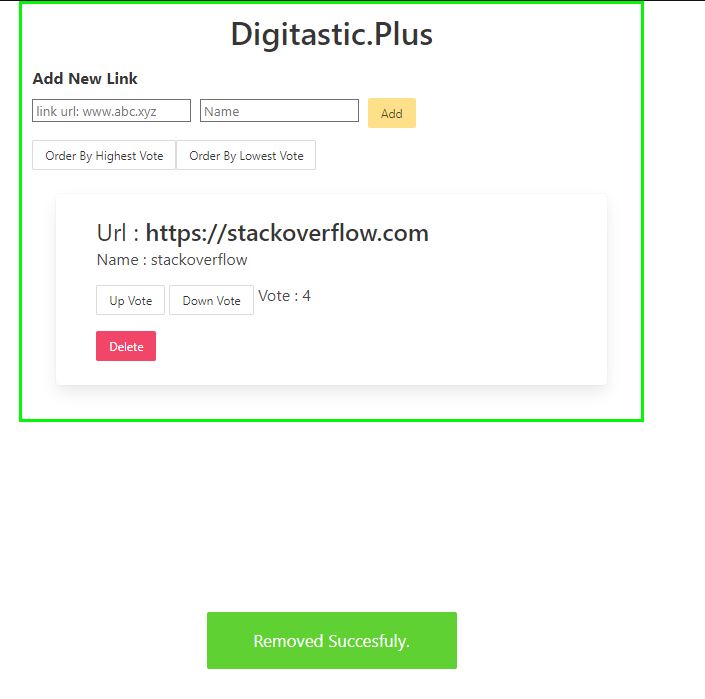 Digitastic.Plus
Add New Link
link url: www.abc.xyz Name Add
Order By Highest Vote Order By Lowest Vote
Url : https://stackoverflow.com
Name : stackoverflow
Up Vote Down Vote Vote : 4
Delete
Removed Succesfuly.